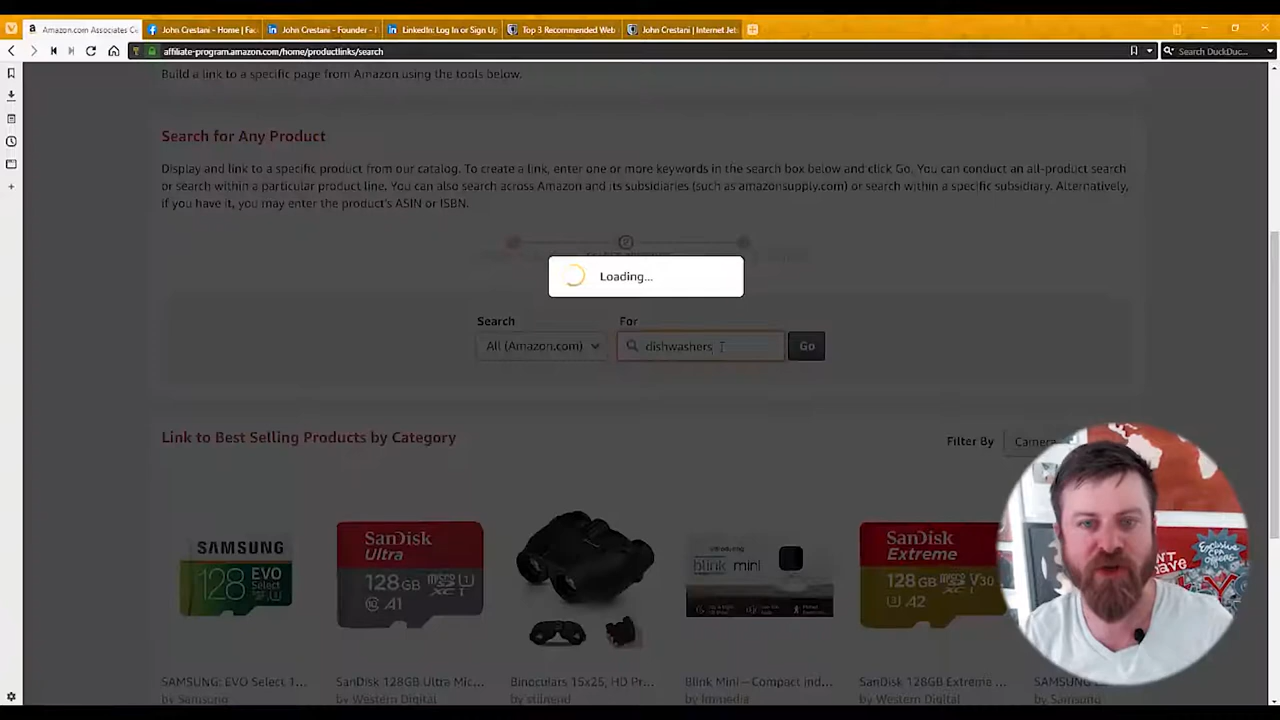 Amazon.com Associates Ce
John Crestani - Home | Fac
John Crestani - Founder - I
LinkedIn: Log In or Sign Up
Top 3 Recommended Web
John Crestani | Internet Jet
affiliate-program.amazon.com/home/productlinks/search
Search DuckDuc...
Build a link to a specific page from Amazon using the tools below.
Search for Any Product
Display and link to a specific product from our catalog. To create a link, enter one or more keywords in the search box below and click Go. You can conduct an all-product search
or search within a particular product line. You can also search across Amazon and its subsidiaries (such as amazonsupply.com) or search within a specific subsidiary. Alternatively,
if you have it, you may enter the product's ASIN or ISBN.
Loading...
Search
For
All (Amazon.com)
dishwashers
Go
Link to Best Selling Products by Category
Filter By
Camera
SAMSUNG
128 EVO
Select
SanDisk
Ultra
128GB
A1
introducing
blink mini
SanDisk
Extreme
128GB
V30
A2
Exclusive
CPA
OFFERS
SAMSUNG: EVO Select 1...
SanDisk 128GB Ultra Mic...
Binoculars 15x25, HD Pr...
Blink Mini – Compact ind...
SanDisk 128GB Extreme ...
SAMSUNG
by Samsung
by Western Digital
by stiinend
by Immedia
by Western Digital